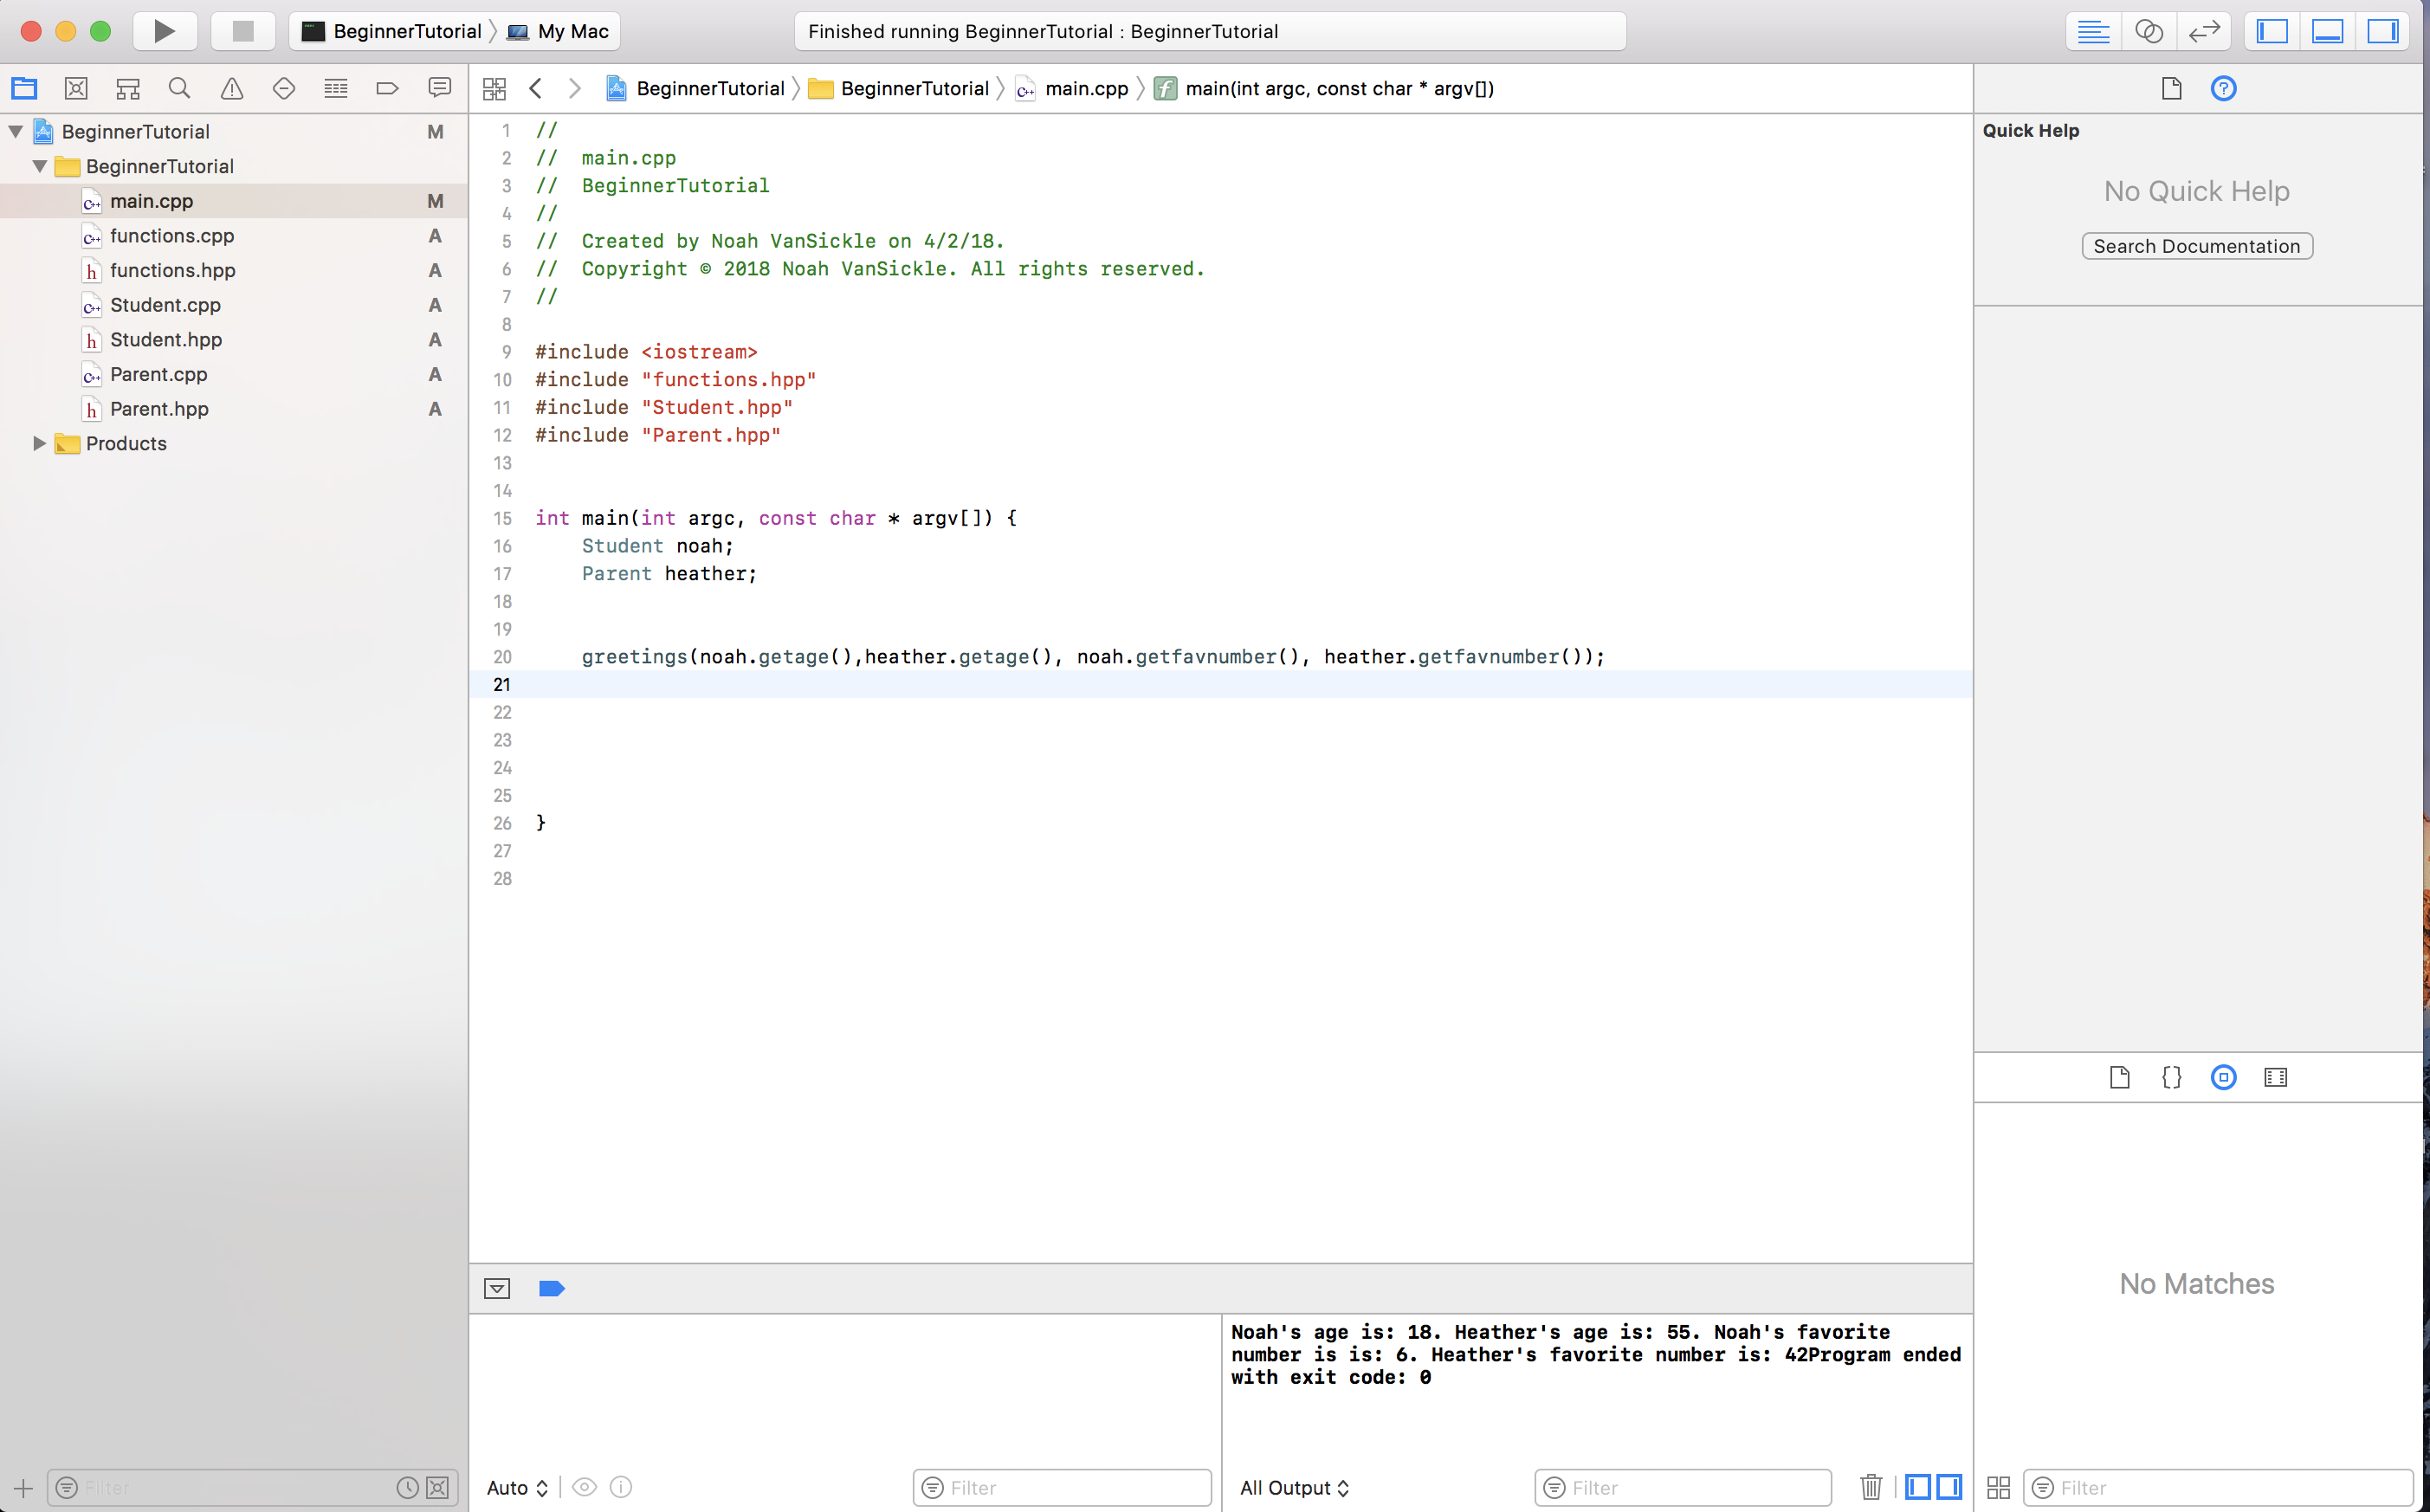 BeginnerTutorial My Mac
Finished running BeginnerTutorial : BeginnerTutorial
BeginnerTutorial M
BeginnerTutorial
main.cpp M
functions.cpp A
functions.hpp A
Student.cpp A
Student.hpp A
Parent.cpp A
Parent.hpp A
Products
Filter
BeginnerTutorial BeginnerTutorial main.cpp main(int argc, const char * argv[])
1 //
2 //  main.cpp
3 //  BeginnerTutorial
4 //
5 //  Created by Noah VanSickle on 4/2/18.
6 //  Copyright © 2018 Noah VanSickle. All rights reserved.
7 //
8
9 #include <iostream>
10 #include "functions.hpp"
11 #include "Student.hpp"
12 #include "Parent.hpp"
13
14
15 int main(int argc, const char * argv[]) {
16     Student noah;
17     Parent heather;
18
19
20     greetings(noah.getage(),heather.getage(), noah.getfavnumber(), heather.getfavnumber());
21
22
23
24
25
26 }
27
28
Auto Filter
Noah's age is: 18. Heather's age is: 55. Noah's favorite
number is is: 6. Heather's favorite number is: 42Program ended
with exit code: 0
All Output Filter
Quick Help
No Quick Help
Search Documentation
No Matches
Filter